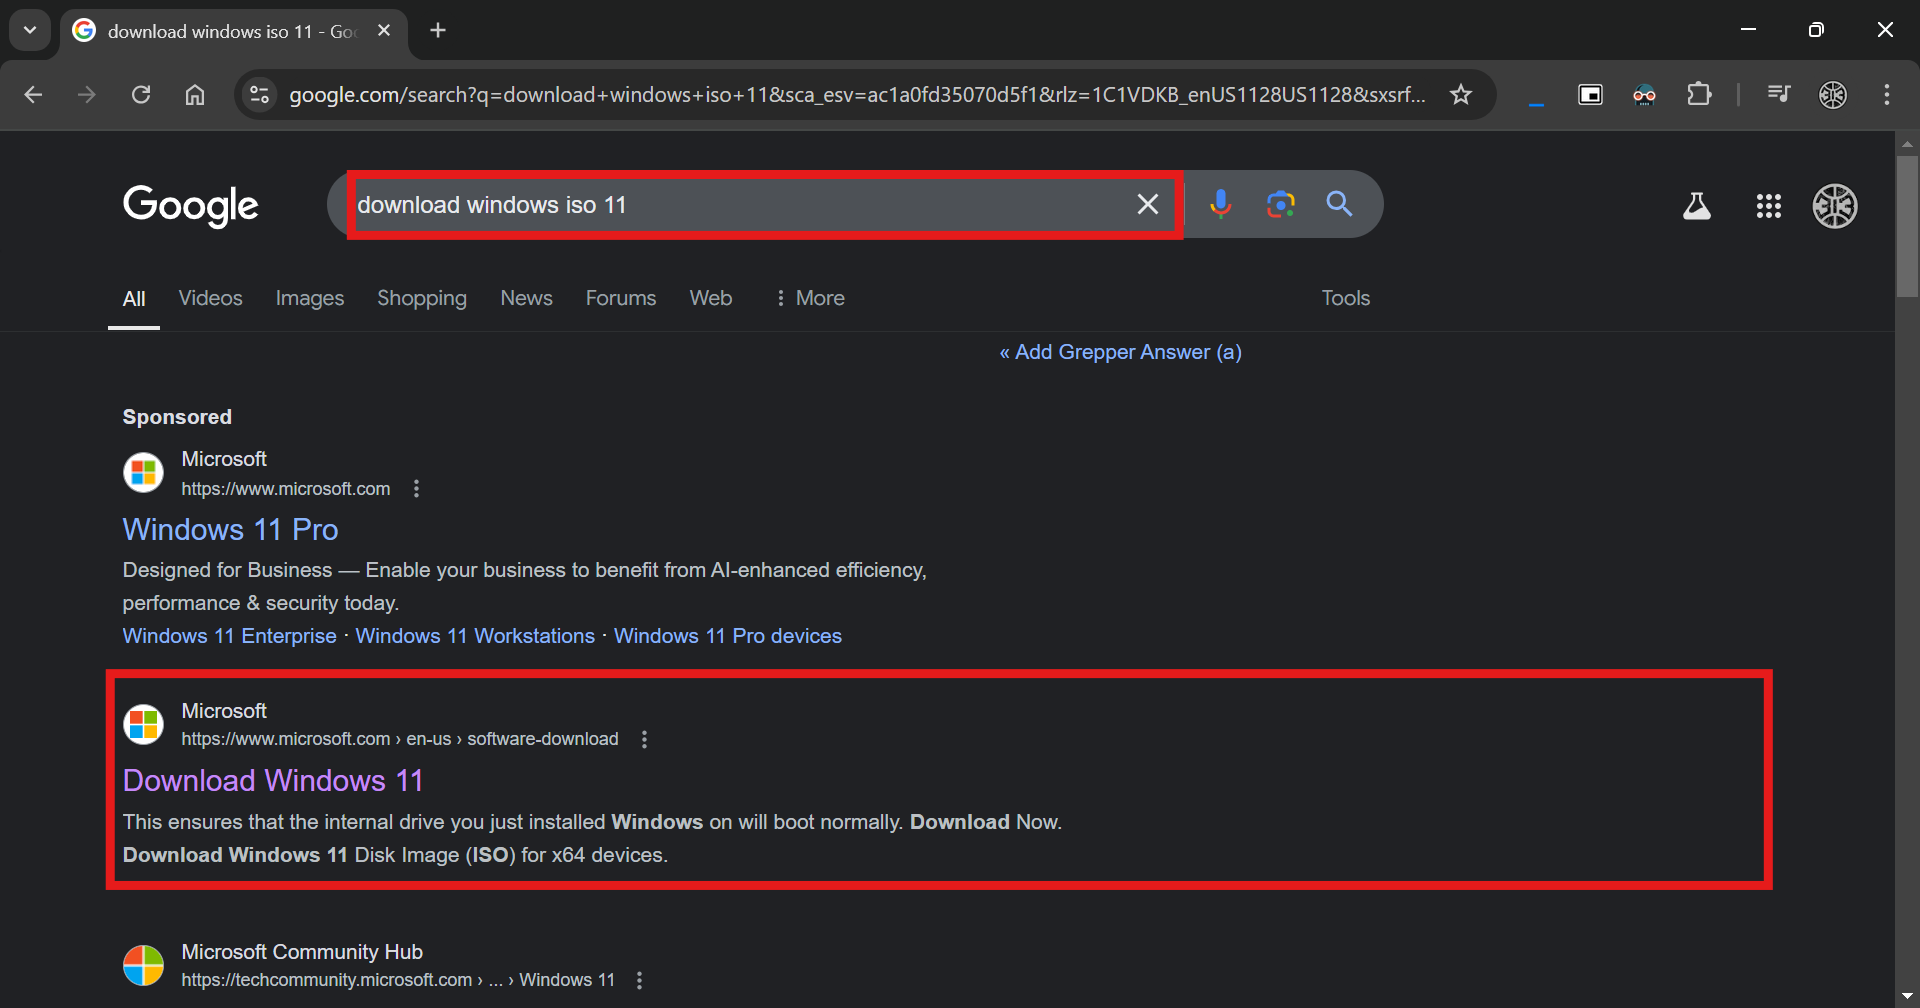 download windows iso 11 - Goo
google.com/search?q=download+windows+iso+11&sca_esv=ac1a0fd35070d5f1&rlz=1C1VDKB_enUS1128US1128&sxsrf...
Google
download windows iso 11
All Videos Images Shopping News Forums Web More Tools
« Add Grepper Answer (a)
Sponsored
Microsoft
https://www.microsoft.com
Windows 11 Pro
Designed for Business — Enable your business to benefit from AI-enhanced efficiency,
performance & security today.
Windows 11 Enterprise · Windows 11 Workstations · Windows 11 Pro devices
Microsoft
https://www.microsoft.com › en-us › software-download
Download Windows 11
This ensures that the internal drive you just installed Windows on will boot normally. Download Now.
Download Windows 11 Disk Image (ISO) for x64 devices.
Microsoft Community Hub
https://techcommunity.microsoft.com › ... › Windows 11